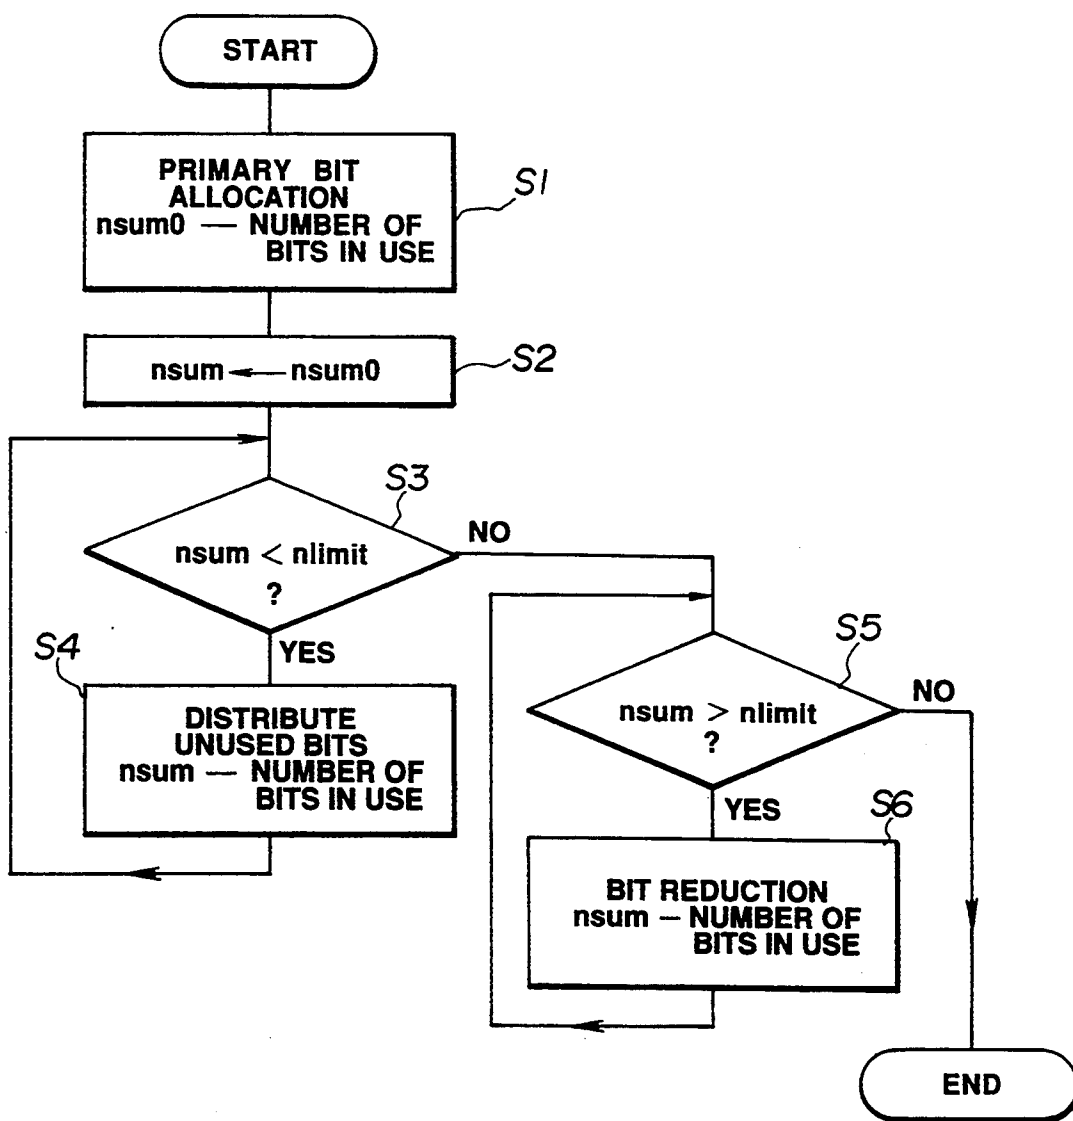 START
PRIMARY BIT
ALLOCATION
nsum0 — NUMBER OF
BITS IN USE
S1
nsum ← nsum0
S2
S3
nsum < nlimit
?
NO
YES
S4
DISTRIBUTE
UNUSED BITS
nsum — NUMBER OF
BITS IN USE
S5
nsum > nlimit
?
NO
YES
S6
BIT REDUCTION
nsum — NUMBER OF
BITS IN USE
END